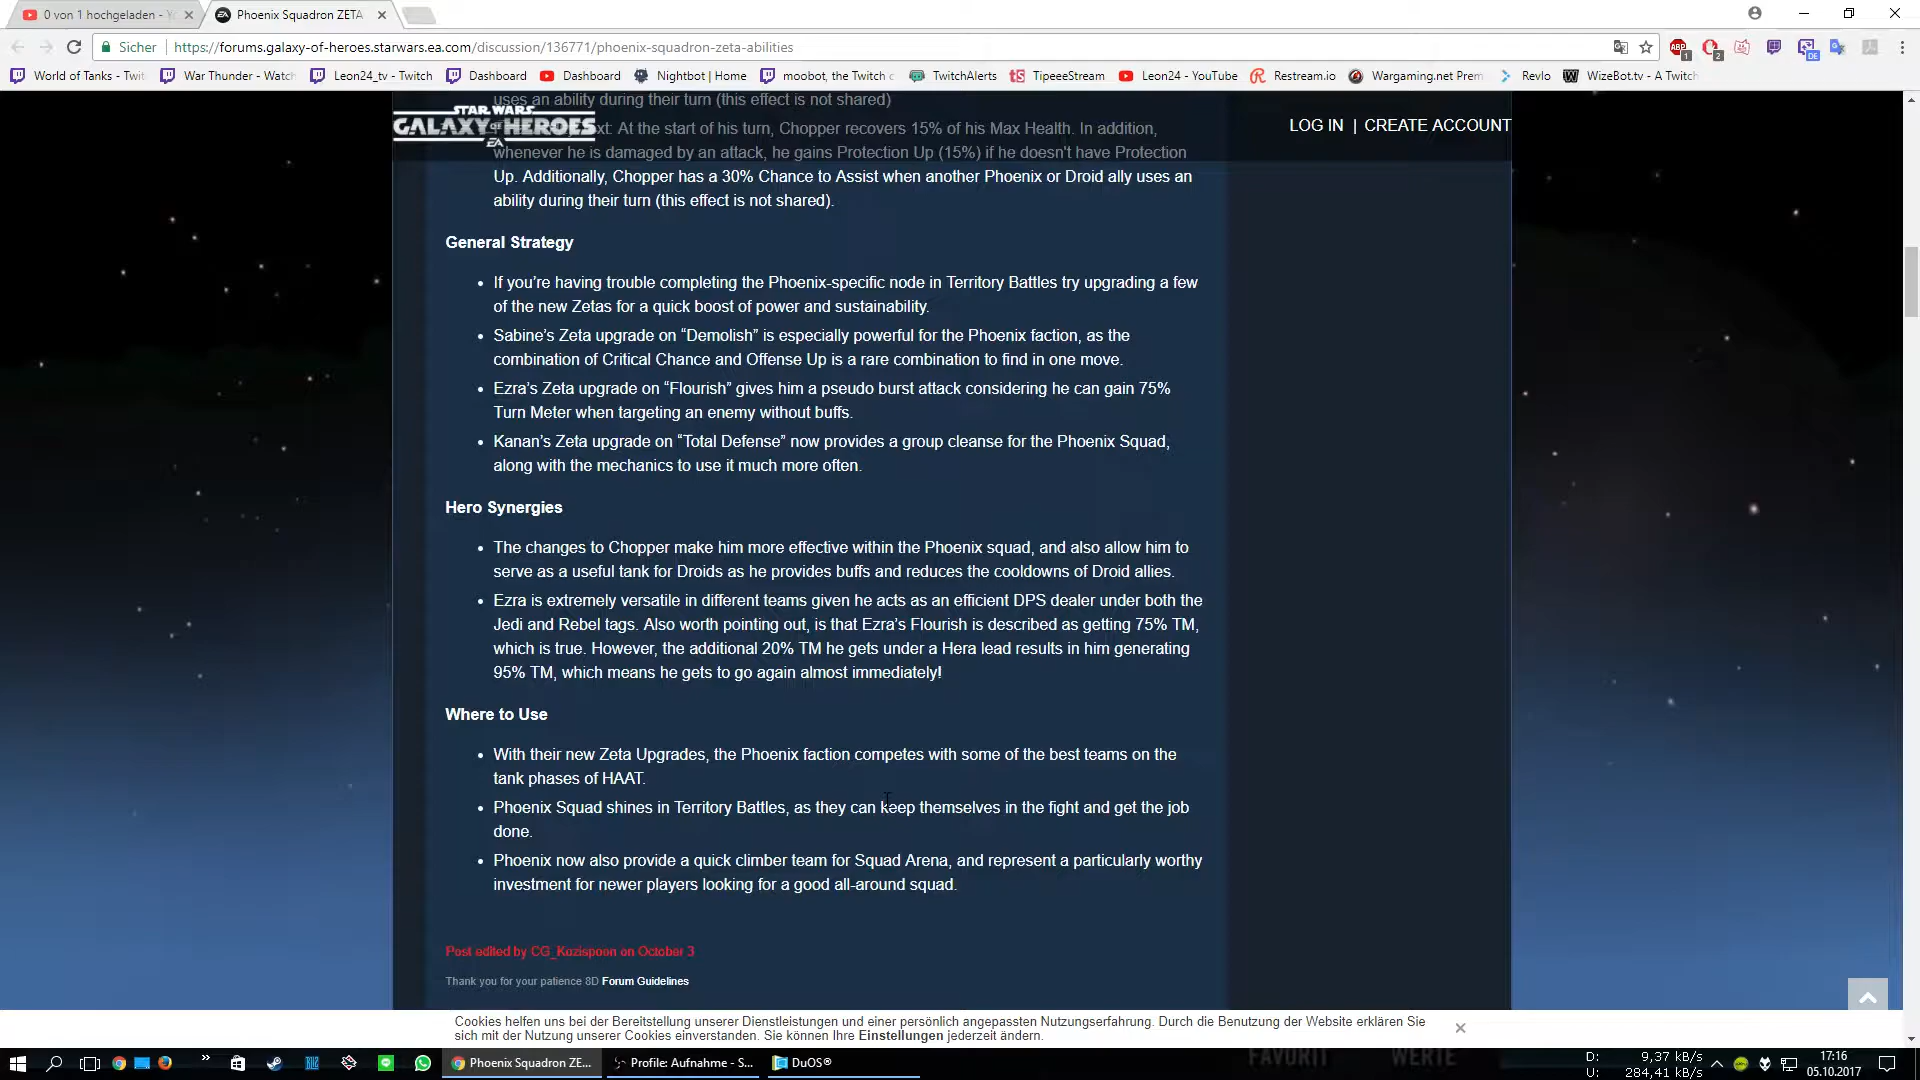 0 von 1 hochgeladen - Yo
Phoenix Squadron ZETA
Sicher
https://forums.galaxy-of-heroes.starwars.ea.com/discussion/136771/phoenix-squadron-zeta-abilities
World of Tanks - Twit
War Thunder - Watch
Leon24_tv - Twitch
Dashboard
Dashboard
Nightbot | Home
moobot, the Twitch c
TwitchAlerts
TipeeeStream
Leon24 - YouTube
Restream.io
Wargaming.net Prem
Revlo
WizeBot.tv - A Twitch
uses an ability during their turn (this effect is not shared)
STAR WARS
GALAXY OF HEROES
EA
LOG IN | CREATE ACCOUNT
xt: At the start of his turn, Chopper recovers 15% of his Max Health. In addition,
whenever he is damaged by an attack, he gains Protection Up (15%) if he doesn't have Protection
Up. Additionally, Chopper has a 30% Chance to Assist when another Phoenix or Droid ally uses an
ability during their turn (this effect is not shared).
General Strategy
• If you’re having trouble completing the Phoenix-specific node in Territory Battles try upgrading a few
of the new Zetas for a quick boost of power and sustainability.
• Sabine’s Zeta upgrade on “Demolish” is especially powerful for the Phoenix faction, as the
combination of Critical Chance and Offense Up is a rare combination to find in one move.
• Ezra’s Zeta upgrade on “Flourish” gives him a pseudo burst attack considering he can gain 75%
Turn Meter when targeting an enemy without buffs.
• Kanan’s Zeta upgrade on “Total Defense” now provides a group cleanse for the Phoenix Squad,
along with the mechanics to use it much more often.
Hero Synergies
• The changes to Chopper make him more effective within the Phoenix squad, and also allow him to
serve as a useful tank for Droids as he provides buffs and reduces the cooldowns of Droid allies.
• Ezra is extremely versatile in different teams given he acts as an efficient DPS dealer under both the
Jedi and Rebel tags. Also worth pointing out, is that Ezra’s Flourish is described as getting 75% TM,
which is true. However, the additional 20% TM he gets under a Hera lead results in him generating
95% TM, which means he gets to go again almost immediately!
Where to Use
• With their new Zeta Upgrades, the Phoenix faction competes with some of the best teams on the
tank phases of HAAT.
• Phoenix Squad shines in Territory Battles, as they can keep themselves in the fight and get the job
done.
• Phoenix now also provide a quick climber team for Squad Arena, and represent a particularly worthy
investment for newer players looking for a good all-around squad.
Post edited by CG_Kozispoon on October 3
Thank you for your patience 8D Forum Guidelines
Cookies helfen uns bei der Bereitstellung unserer Dienstleistungen und einer persönlich angepassten Nutzungserfahrung. Durch die Benutzung der Website erklären Sie
sich mit der Nutzung unserer Cookies einverstanden. Sie können Ihre Einstellungen jederzeit ändern.
Phoenix Squadron ZE...
Profile: Aufnahme - S...
DuOS®
FAVORIT WERTE
D: 9,37 kB/s
U: 284,41 kB/s
17:16
05.10.2017